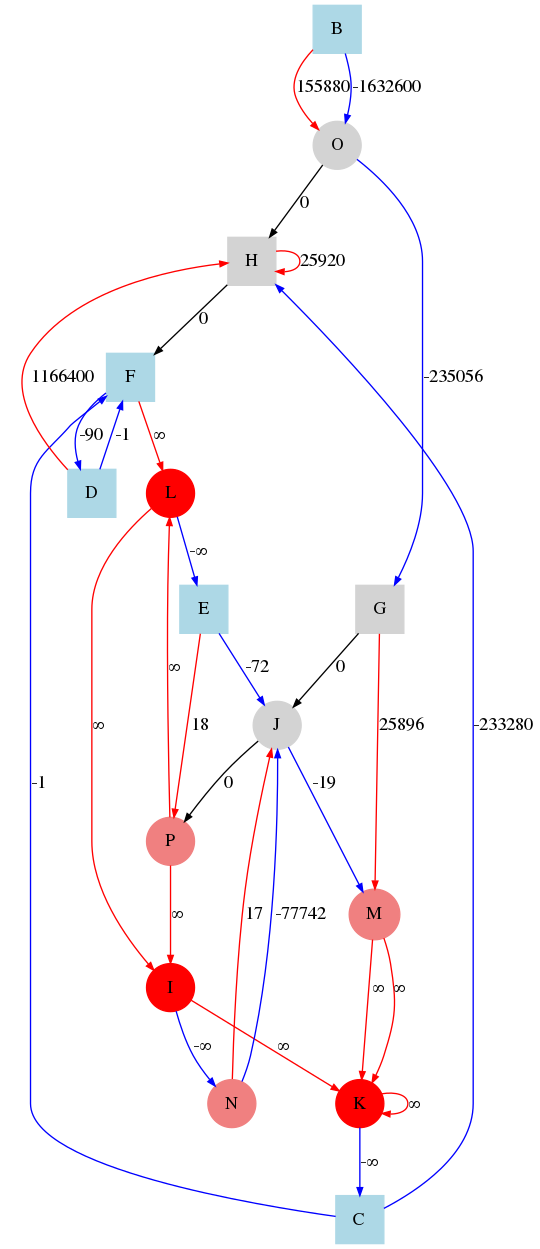 B
155880 -1632600
O
0
H 25920
0
1166400 F -235056
-90 -1 ∞
D L
-∞
E G
∞ 18 -72 0
∞ 0 -19 25896 -233280
-1
J
P
∞ 17 -77742 M
I ∞ ∞
-∞ ∞
N K ∞
-∞
C